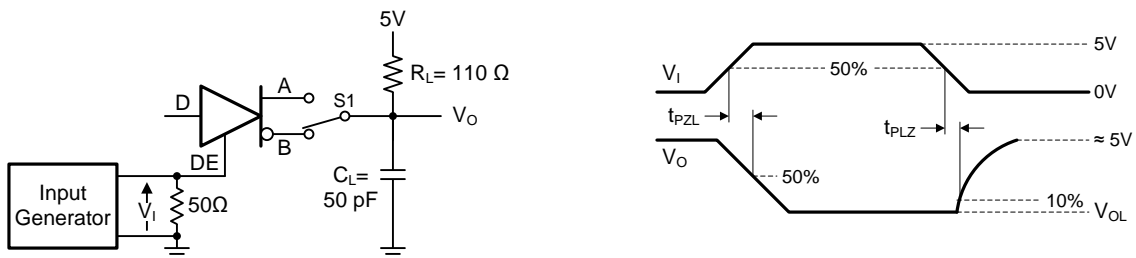 5V
R_L= 110 Ω
A
S1
D
V_O
B
DE
C_L=
50 pF
Input
Generator
V_I
50Ω
5V
V_I
50%
0V
t_PZL
t_PLZ
V_O
≈ 5V
50%
10%
V_OL